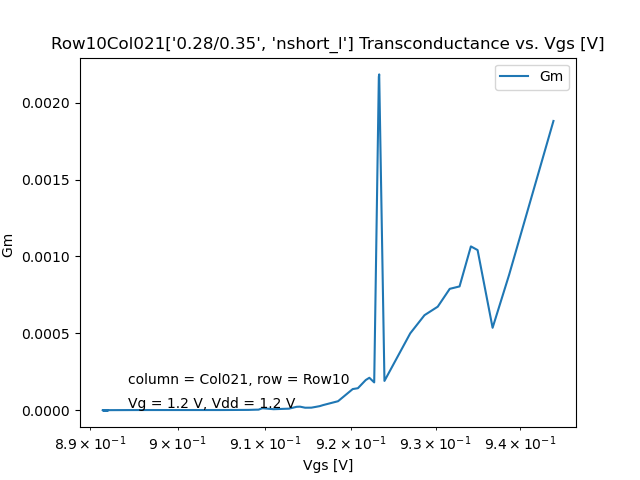 Row10Col021['0.28/0.35', 'nshort_l'] Transconductance vs. Vgs [V]
Gm
0.0020
0.0015
0.0010
0.0005
0.0000
Gm
column = Col021, row = Row10
Vg = 1.2 V, Vdd = 1.2 V
8.9 × 10⁻¹
9 × 10⁻¹
9.1 × 10⁻¹
9.2 × 10⁻¹
9.3 × 10⁻¹
9.4 × 10⁻¹
Vgs [V]